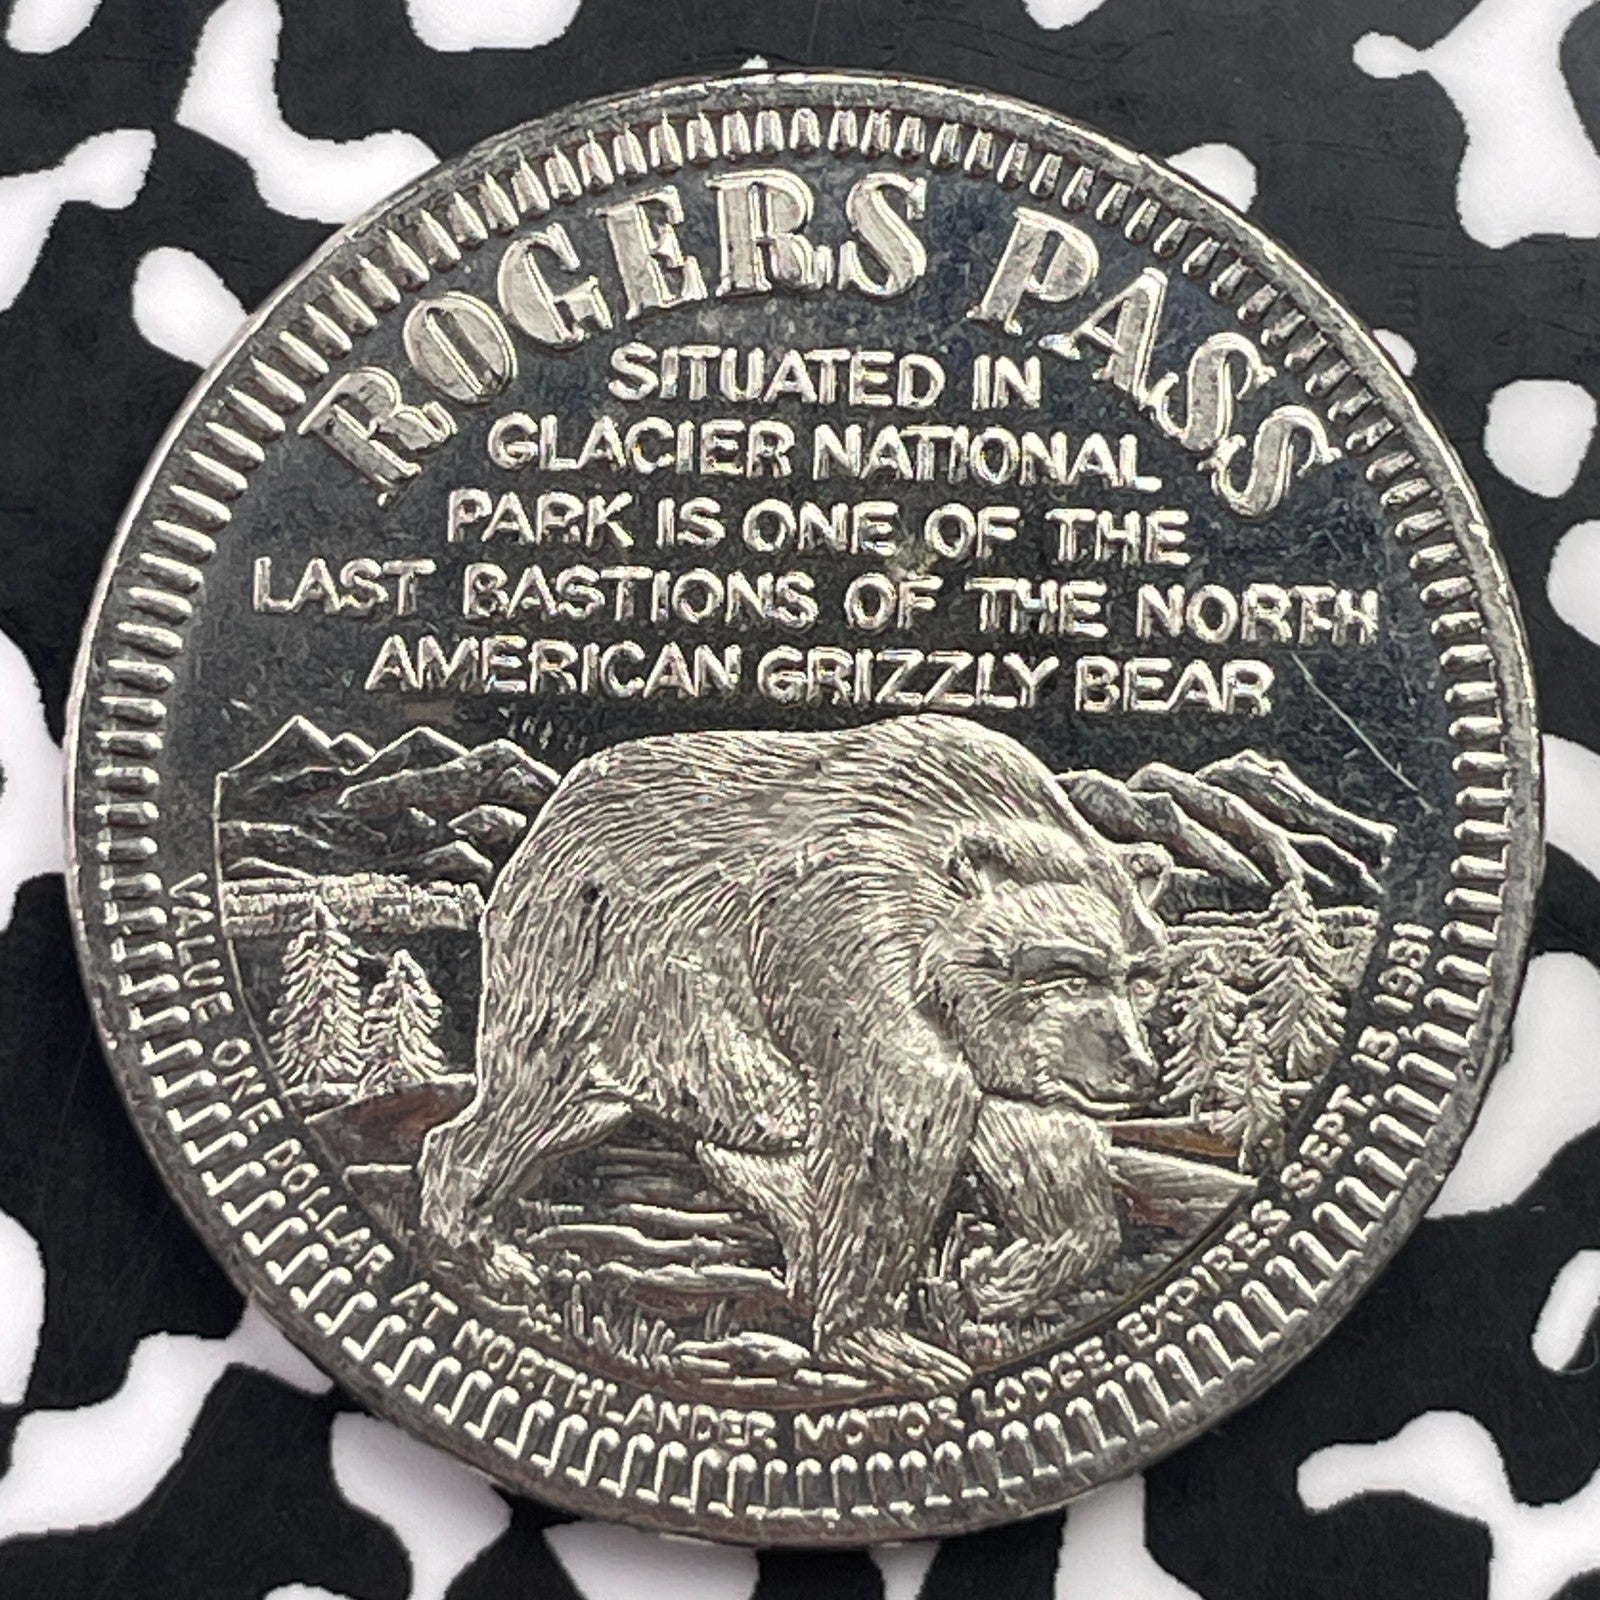 ROGERS PASS
SITUATED IN
GLACIER NATIONAL
PARK IS ONE OF THE
LAST BASTIONS OF THE NORTH
AMERICAN GRIZZLY BEAR
VALUE ONE DOLLAR AT NORTHLANDER MOTOR LODGE. EXPIRES SEPT. 13, 1981